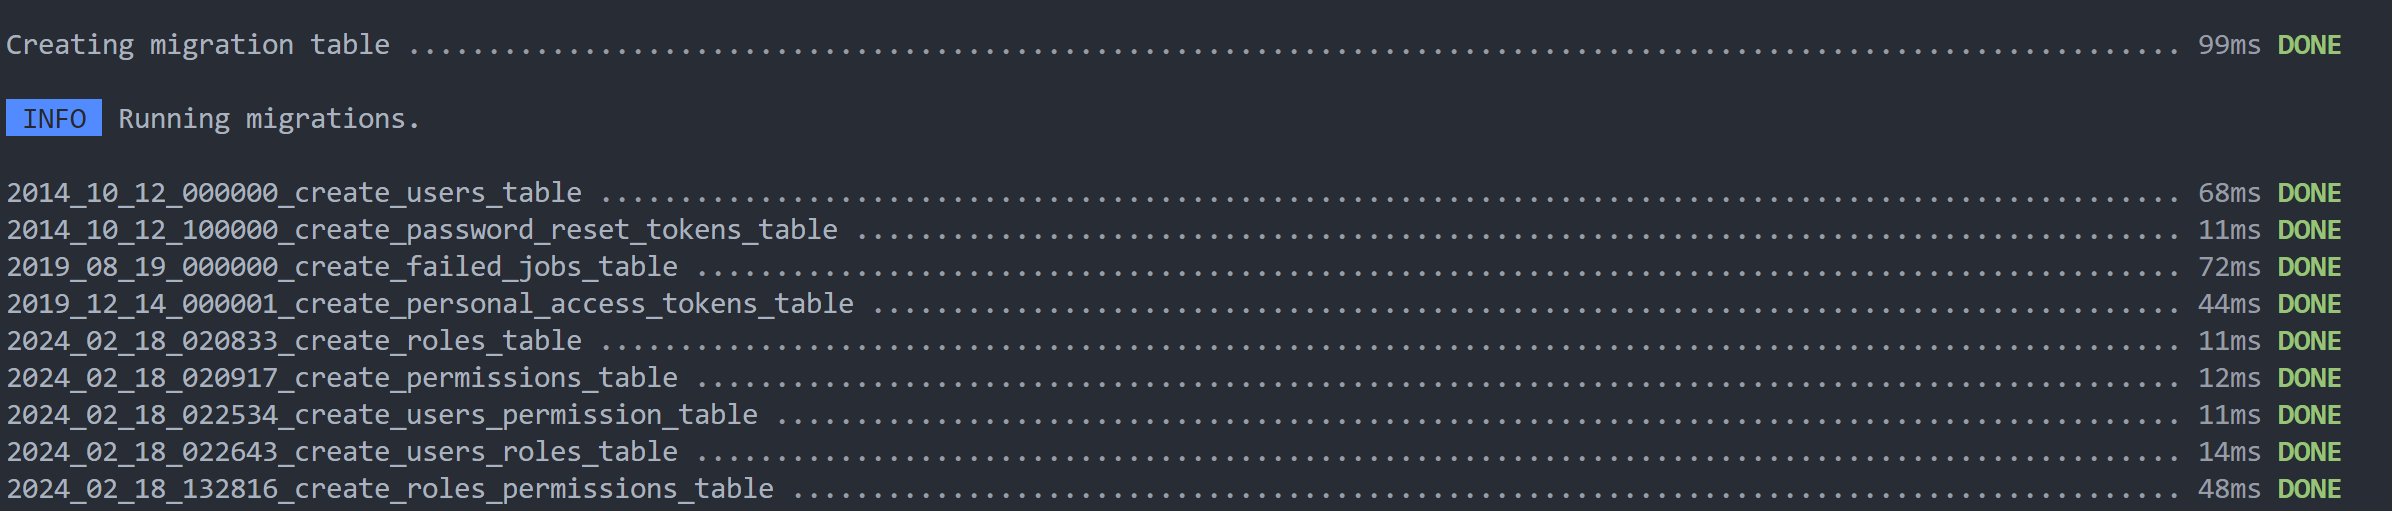 Creating migration table ............................................................................................................... 99ms DONE
INFO Running migrations.
2014_10_12_000000_create_users_table ................................................................................................... 68ms DONE
2014_10_12_100000_create_password_reset_tokens_table ................................................................................... 11ms DONE
2019_08_19_000000_create_failed_jobs_table ............................................................................................. 72ms DONE
2019_12_14_000001_create_personal_access_tokens_table .................................................................................. 44ms DONE
2024_02_18_020833_create_roles_table ................................................................................................... 11ms DONE
2024_02_18_020917_create_permissions_table ............................................................................................. 12ms DONE
2024_02_18_022534_create_users_permission_table ........................................................................................ 11ms DONE
2024_02_18_022643_create_users_roles_table ............................................................................................. 14ms DONE
2024_02_18_132816_create_roles_permissions_table ....................................................................................... 48ms DONE